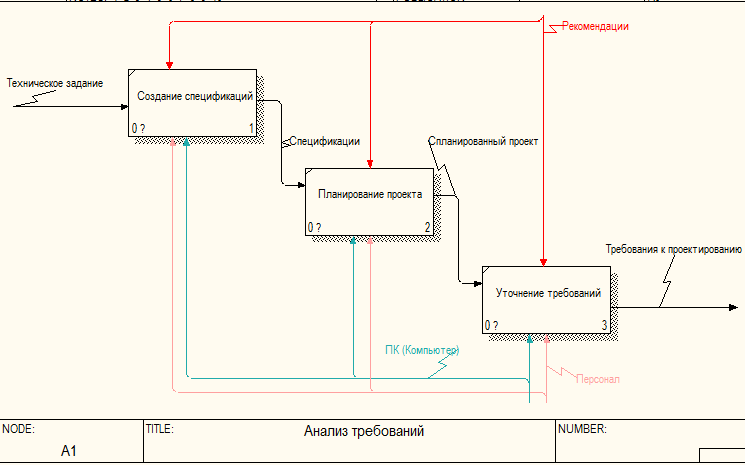 Рекомендации
Техническое задание
Создание спецификаций
0 ? 1
Спецификации
Спланированный проект
Планирование проекта
0 ? 2
Требования к проектированию
Уточнение требований
0 ? 3
ПК (Компьютер)
Персонал
NODE: TITLE: NUMBER:
A1 Анализ требований